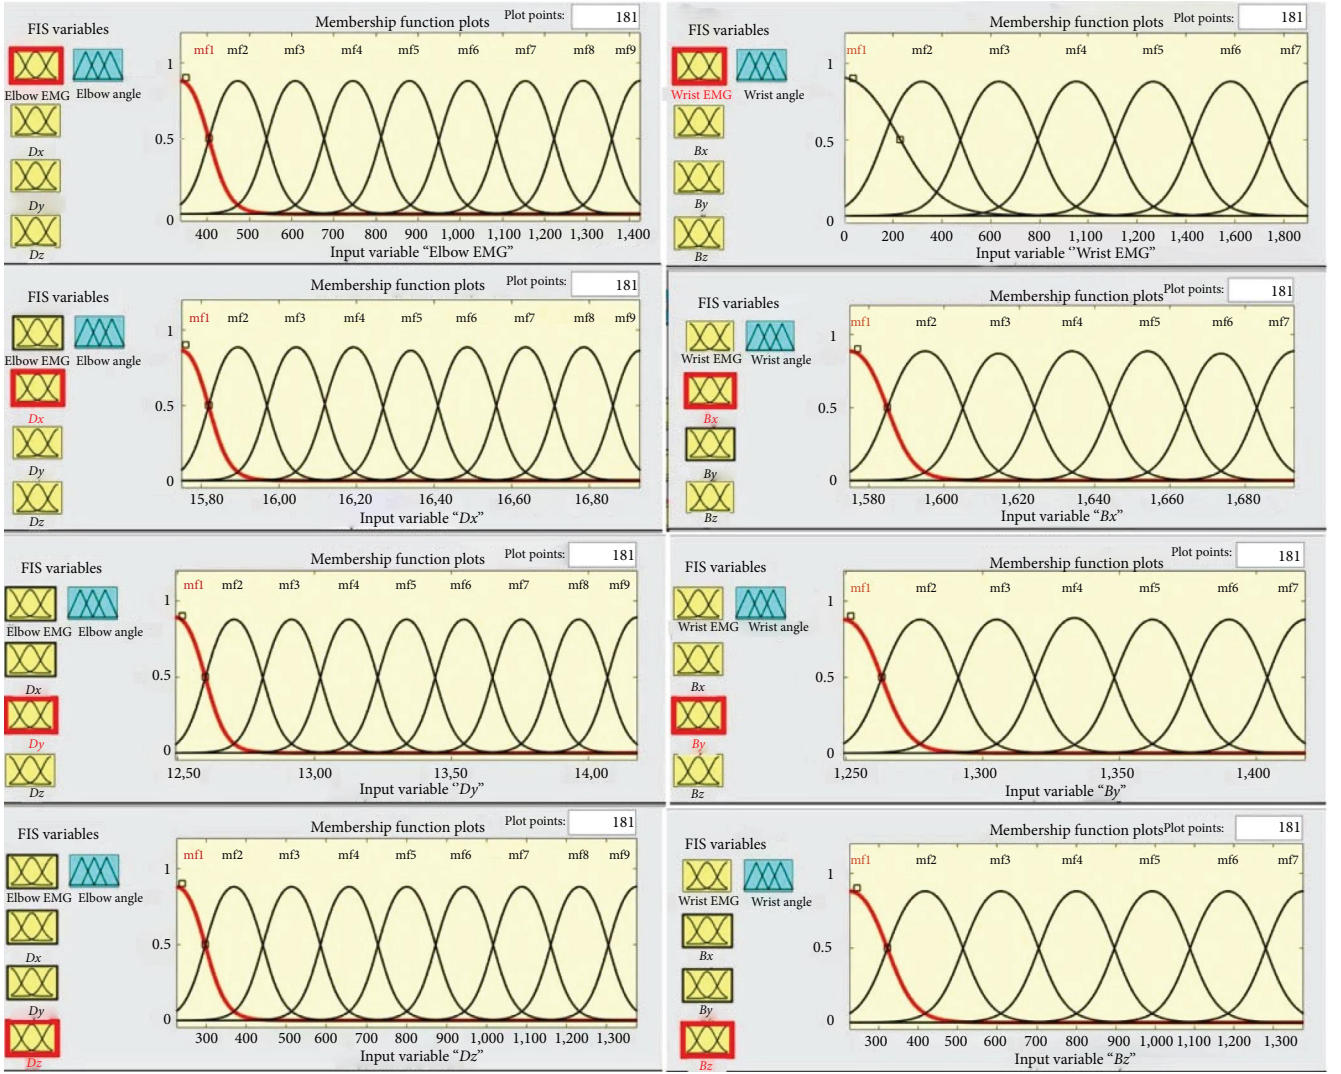 FIS variables
Membership function plots
Plot points: 181
mf1 mf2 mf3 mf4 mf5 mf6 mf7 mf8 mf9
Elbow EMG Elbow angle
Dx
Dy
Dz
1
0.5
0
400 500 600 700 800 900 1,000 1,100 1,200 1,300 1,400
Input variable “Elbow EMG”
FIS variables
Membership function plots
Plot points: 181
mf1 mf2 mf3 mf4 mf5 mf6 mf7
Wrist EMG Wrist angle
Bx
By
Bz
1
0.5
0
0 200 400 600 800 1,000 1,200 1,400 1,600 1,800
Input variable “Wrist EMG”
FIS variables
Membership function plots
Plot points: 181
mf1 mf2 mf3 mf4 mf5 mf6 mf7 mf8 mf9
Elbow EMG Elbow angle
Dx
Dy
Dz
1
0.5
0
15,80 16,00 16,20 16,40 16,60 16,80
Input variable “Dx”
FIS variables
Membership function plots
Plot points: 181
mf1 mf2 mf3 mf4 mf5 mf6 mf7
Wrist EMG Wrist angle
Bx
By
Bz
1
0.5
0
1,580 1,600 1,620 1,640 1,660 1,680
Input variable “Bx”
FIS variables
Membership function plots
Plot points: 181
mf1 mf2 mf3 mf4 mf5 mf6 mf7 mf8 mf9
Elbow EMG Elbow angle
Dx
Dy
Dz
1
0.5
0
12,50 13,00 13,50 14,00
Input variable “Dy”
FIS variables
Membership function plots
Plot points: 181
mf1 mf2 mf3 mf4 mf5 mf6 mf7
Wrist EMG Wrist angle
Bx
By
Bz
1
0.5
0
1,250 1,300 1,350 1,400
Input variable “By”
FIS variables
Membership function plots
Plot points: 181
mf1 mf2 mf3 mf4 mf5 mf6 mf7 mf8 mf9
Elbow EMG Elbow angle
Dx
Dy
Dz
1
0.5
0
300 400 500 600 700 800 900 1,000 1,100 1,200 1,300
Input variable “Dz”
FIS variables
Membership function plots
Plot points: 181
mf1 mf2 mf3 mf4 mf5 mf6 mf7
Wrist EMG Wrist angle
Bx
By
Bz
1
0.5
0
300 400 500 600 700 800 900 1,000 1,100 1,200 1,300
Input variable “Bz”